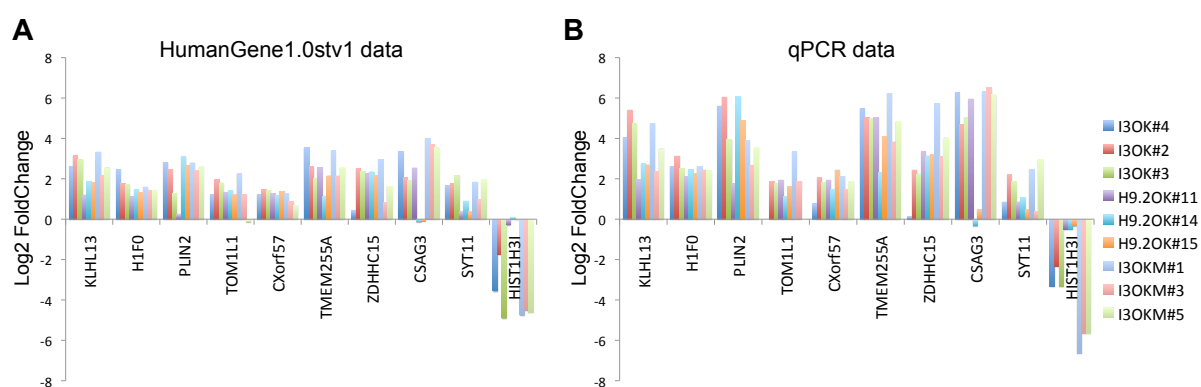 A
HumanGene1.0stv1 data
Log2 FoldChange
8
6
4
2
0
-2
-4
-6
-8
KLHL13
H1F0
PLIN2
TOM1L1
CXorf57
TMEM255A
ZDHHC15
CSAG3
SYT11
HIST1H3I
B
qPCR data
Log2 FoldChange
8
6
4
2
0
-2
-4
-6
-8
KLHL13
H1F0
PLIN2
TOM1L1
CXorf57
TMEM255A
ZDHHC15
CSAG3
SYT11
HIST1H3I
I3OK#4
I3OK#2
I3OK#3
H9.2OK#11
H9.2OK#14
H9.2OK#15
I3OKM#1
I3OKM#3
I3OKM#5